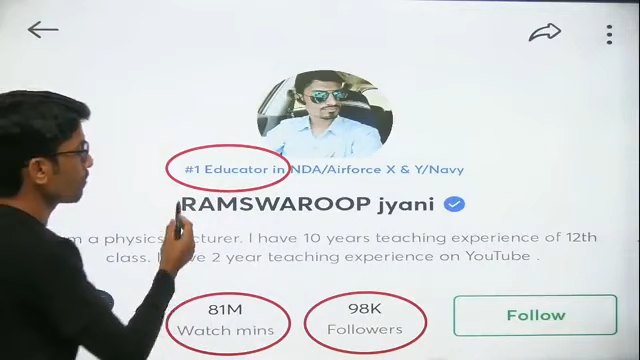 #1 Educator in NDA/Airforce X & Y/Navy
RAMSWAROOP jyani
m a physics lecturer. I have 10 years teaching experience of 12th
class. 2 year teaching experience on YouTube .
81M
Watch mins
98K
Followers
Follow